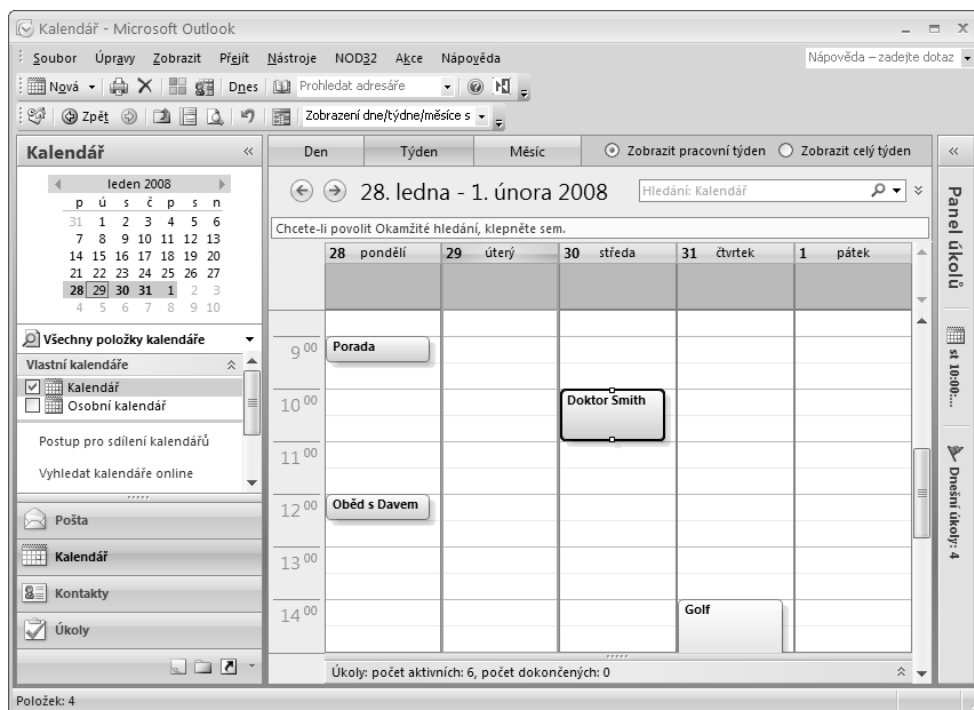 Kalendář - Microsoft Outlook
Soubor Úpravy Zobrazit Přejít Nástroje NOD32 Akce Nápověda Nápověda – zadejte dotaz
Nová Dnes Prohledat adresáře
Zpět Zobrazení dne/týdne/měsíce s
Kalendář
leden 2008
p ú s č p s n
31 1 2 3 4 5 6
7 8 9 10 11 12 13
14 15 16 17 18 19 20
21 22 23 24 25 26 27
28 29 30 31 1 2 3
4 5 6 7 8 9 10
Všechny položky kalendáře
Vlastní kalendáře
Kalendář
Osobní kalendář
Postup pro sdílení kalendářů
Vyhledat kalendáře online
Pošta
Kalendář
Kontakty
Úkoly
Den Týden Měsíc Zobrazit pracovní týden Zobrazit celý týden
28. ledna - 1. února 2008 Hledání: Kalendář
Chcete-li povolit Okamžité hledání, klepněte sem.
28 pondělí 29 úterý 30 středa 31 čtvrtek 1 pátek
9 00 Porada
10 00 Doktor Smith
11 00
12 00 Oběd s Davem
13 00
14 00 Golf
Úkoly: počet aktivních: 6, počet dokončených: 0
Panel úkolů
st 10:00:...
Dnešní úkoly: 4
Položek: 4